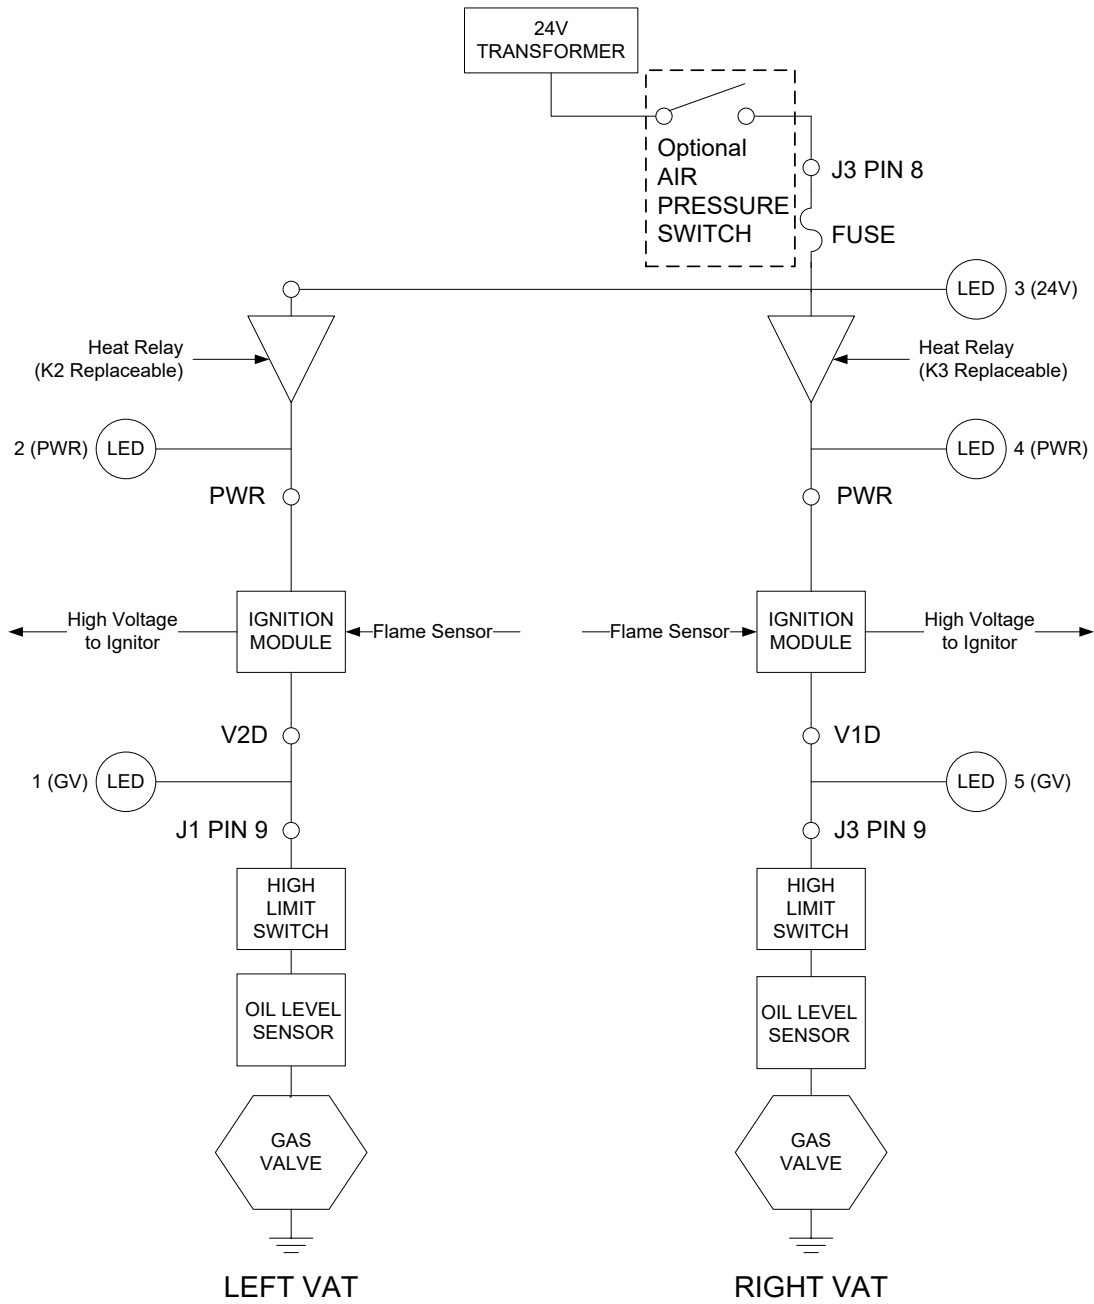 24V
TRANSFORMER
Optional
AIR
PRESSURE
SWITCH
J3 PIN 8
FUSE
LED
3 (24V)
Heat Relay
(K2 Replaceable)
Heat Relay
(K3 Replaceable)
2 (PWR)
LED
LED
4 (PWR)
PWR
PWR
High Voltage
to Ignitor
IGNITION
MODULE
Flame Sensor
Flame Sensor
IGNITION
MODULE
High Voltage
to Ignitor
V2D
V1D
1 (GV)
LED
LED
5 (GV)
J1 PIN 9
J3 PIN 9
HIGH
LIMIT
SWITCH
HIGH
LIMIT
SWITCH
OIL LEVEL
SENSOR
OIL LEVEL
SENSOR
GAS
VALVE
GAS
VALVE
LEFT VAT
RIGHT VAT